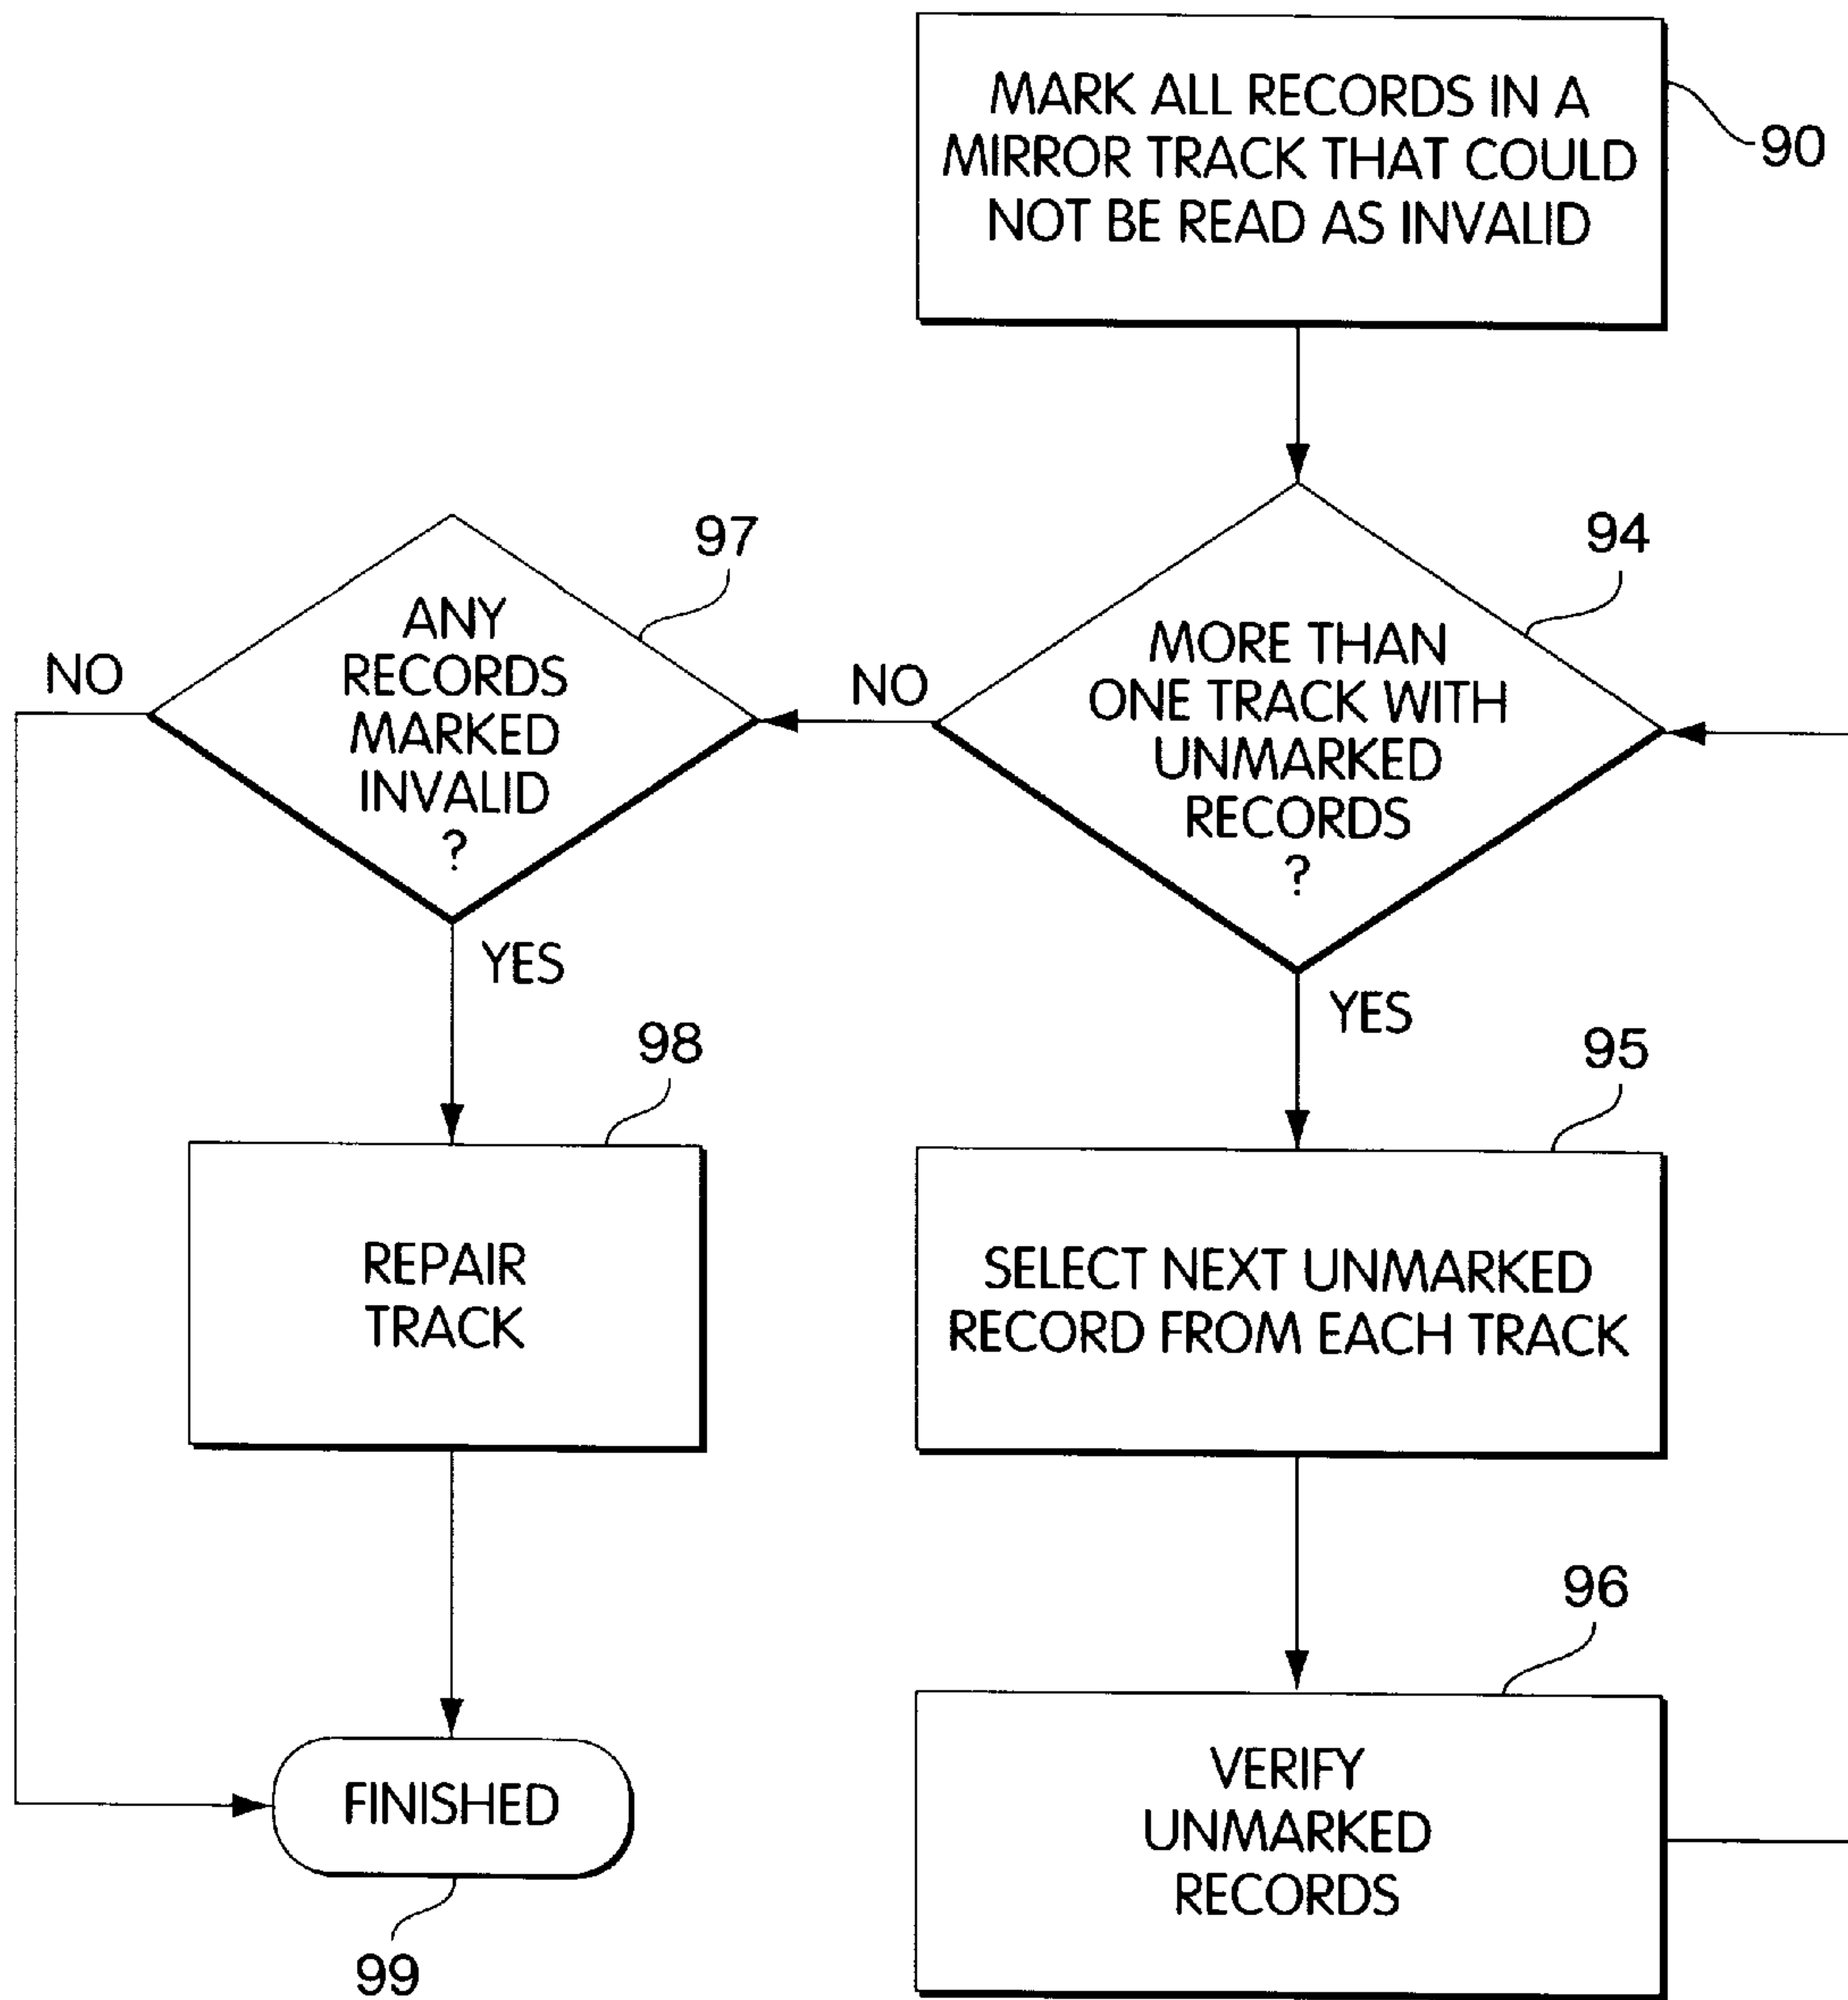 MARK ALL RECORDS IN A
MIRROR TRACK THAT COULD
NOT BE READ AS INVALID
90
94
MORE THAN
ONE TRACK WITH
UNMARKED
RECORDS
?
NO
YES
97
ANY
RECORDS
MARKED
INVALID
?
NO
YES
95
SELECT NEXT UNMARKED
RECORD FROM EACH TRACK
96
VERIFY
UNMARKED
RECORDS
98
REPAIR
TRACK
FINISHED
99